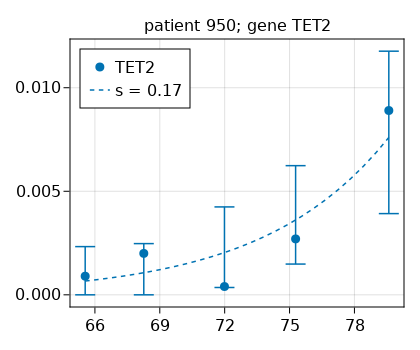 patient 950; gene TET2
TET2
s = 0.17
0.010
0.005
0.000
66 69 72 75 78